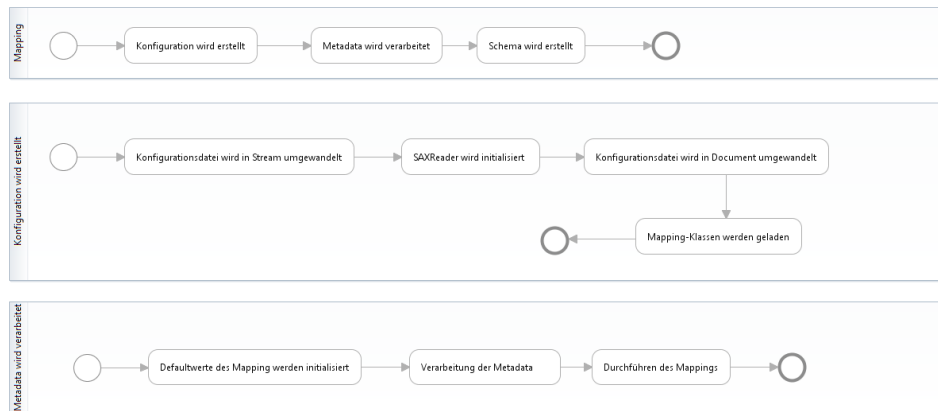 Mapping
Konfiguration wird erstellt
Metadata wird verarbeitet
Schema wird erstellt
Konfiguration wird erstellt
Konfigurationsdatei wird in Stream umgewandelt
SAXReader wird initialisiert
Konfigurationsdatei wird in Document umgewandelt
Mapping-Klassen werden geladen
Metadata wird verarbeitet
Defaultwerte des Mapping werden initialisiert
Verarbeitung der Metadata
Durchführen des Mappings